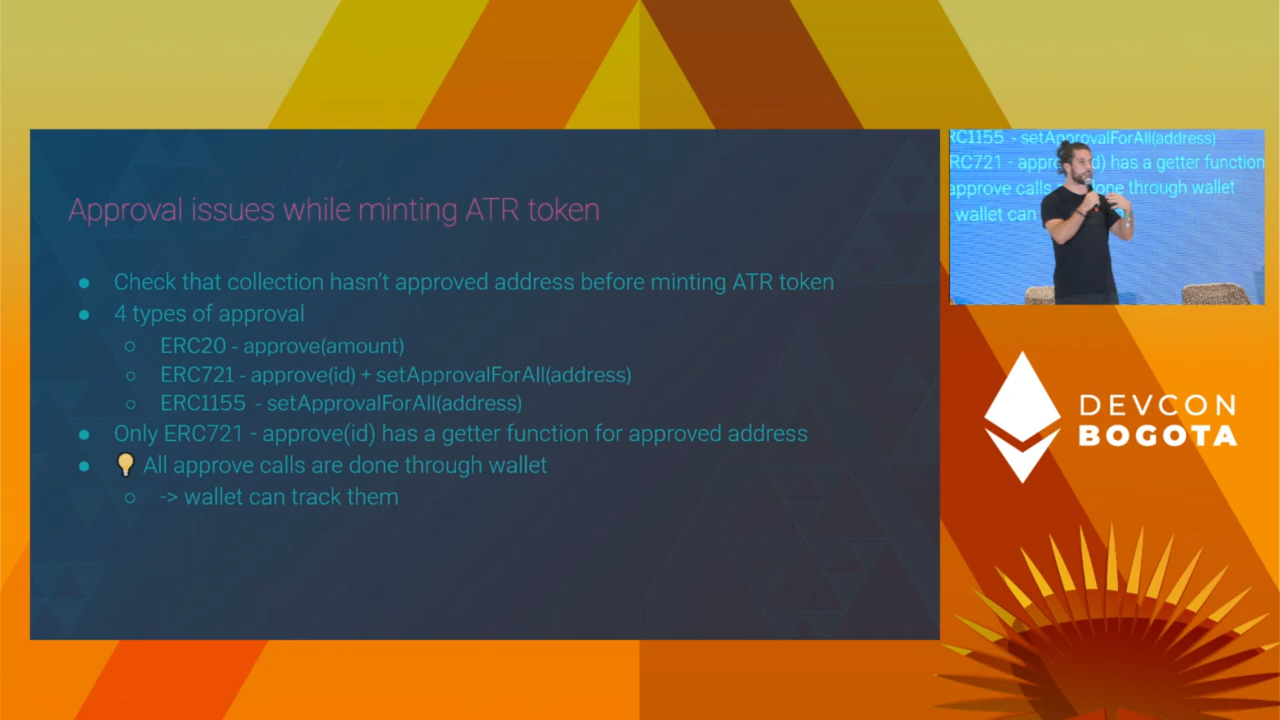 Approval issues while minting ATR token
● Check that collection hasn't approved address before minting ATR token
● 4 types of approval
○ ERC20 - approve(amount)
○ ERC721 - approve(id) + setApprovalForAll(address)
○ ERC1155 - setApprovalForAll(address)
● Only ERC721 - approve(id) has a getter function for approved address
● 💡 All approve calls are done through wallet
○ -> wallet can track them
RC1155 - setApprovalForAll(address)
RC721 - appr d) has a getter function
approve calls done through wallet
wallet can
DEVCON
BOGOTA